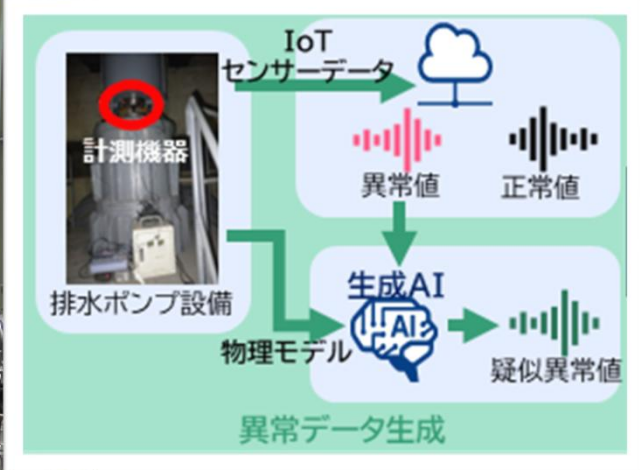 IoT
センサーデータ
計測機器
異常値
正常値
排水ポンプ設備
生成AI
AI
物理モデル
疑似異常値
異常データ生成